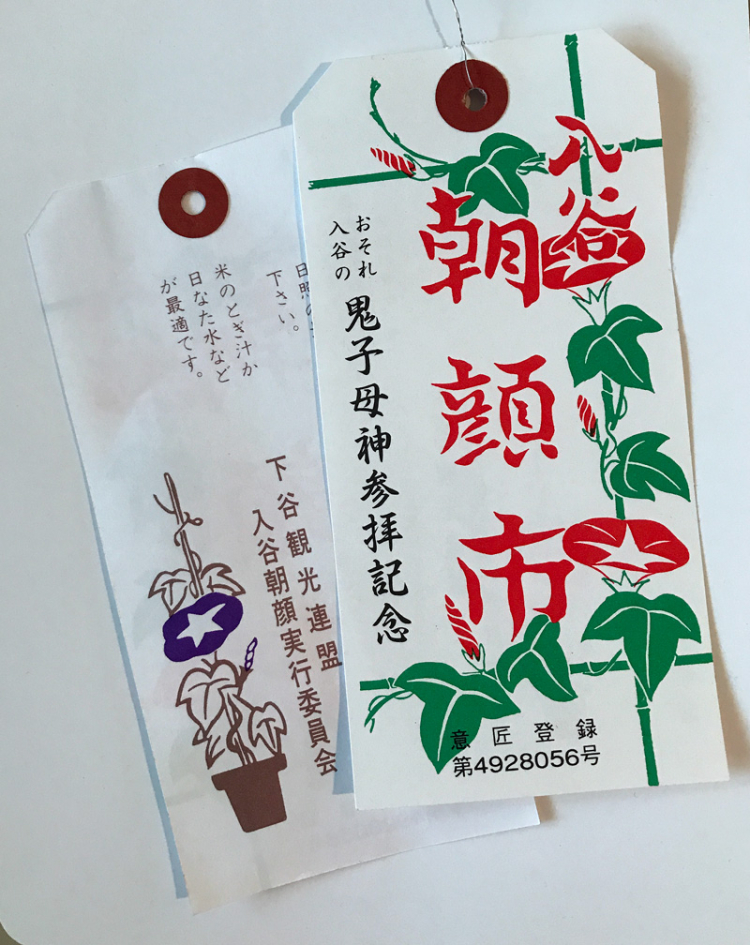 入谷
朝顔市
おそれ
入谷の
鬼子母神参拝記念
意匠登録
第4928056号
下さい。
米のとぎ汁か
日なた水など
が最適です。
下谷観光連盟
入谷朝顔実行委員会